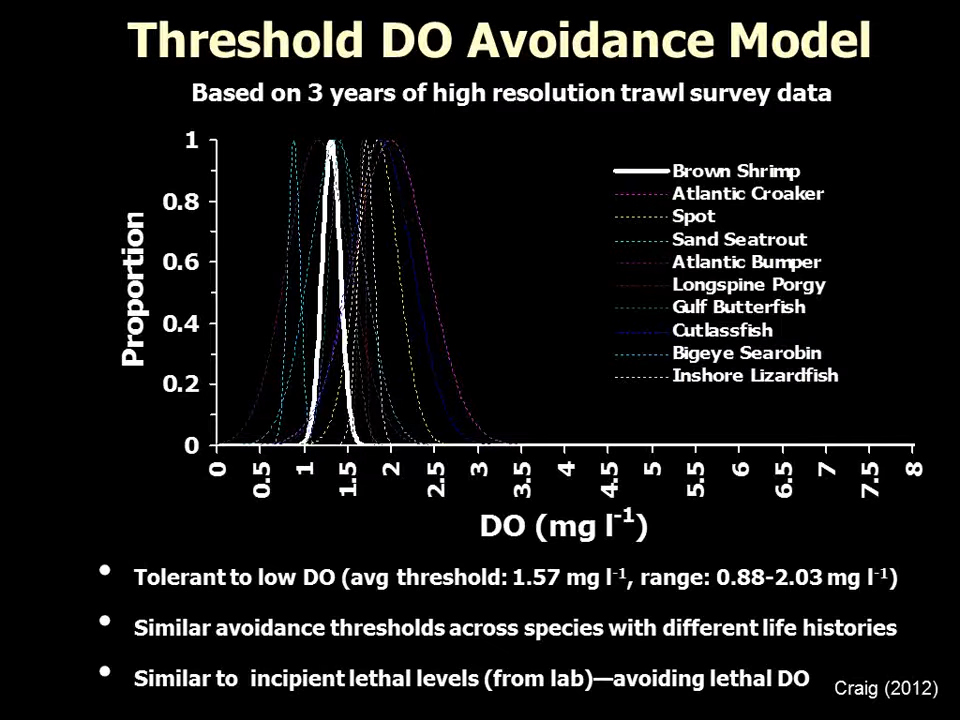 Threshold DO Avoidance Model
Based on 3 years of high resolution trawl survey data
Proportion
1
0.8
0.6
0.4
0.2
0
0
0.5
1
1.5
2
2.5
3
3.5
4
4.5
5
5.5
6
6.5
7
7.5
8
DO (mg l-1)
Brown Shrimp
Atlantic Croaker
Spot
Sand Seatrout
Atlantic Bumper
Longspine Porgy
Gulf Butterfish
Cutlassfish
Bigeye Searobin
Inshore Lizardfish
• Tolerant to low DO (avg threshold: 1.57 mg l-1, range: 0.88-2.03 mg l-1)
• Similar avoidance thresholds across species with different life histories
• Similar to incipient lethal levels (from lab)—avoiding lethal DO
Craig (2012)